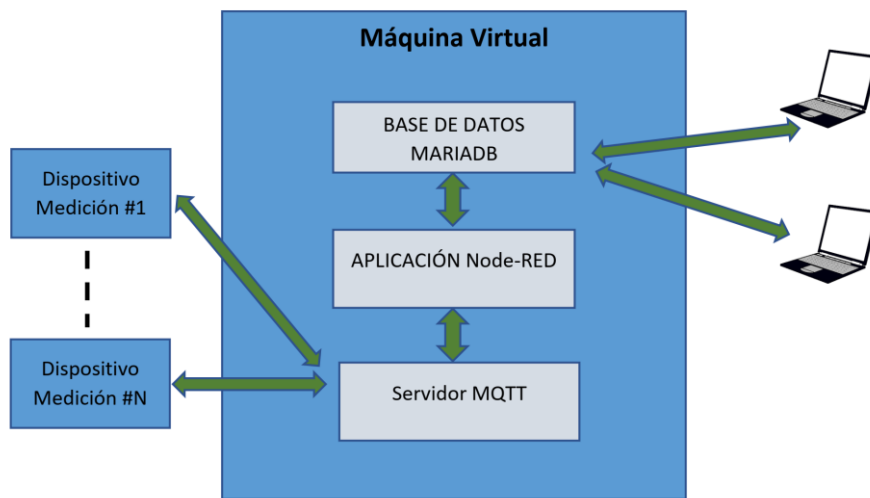 Máquina Virtual
BASE DE DATOS
MARIADB
Dispositivo
Medición #1
APLICACIÓN Node-RED
Dispositivo
Medición #N
Servidor MQTT